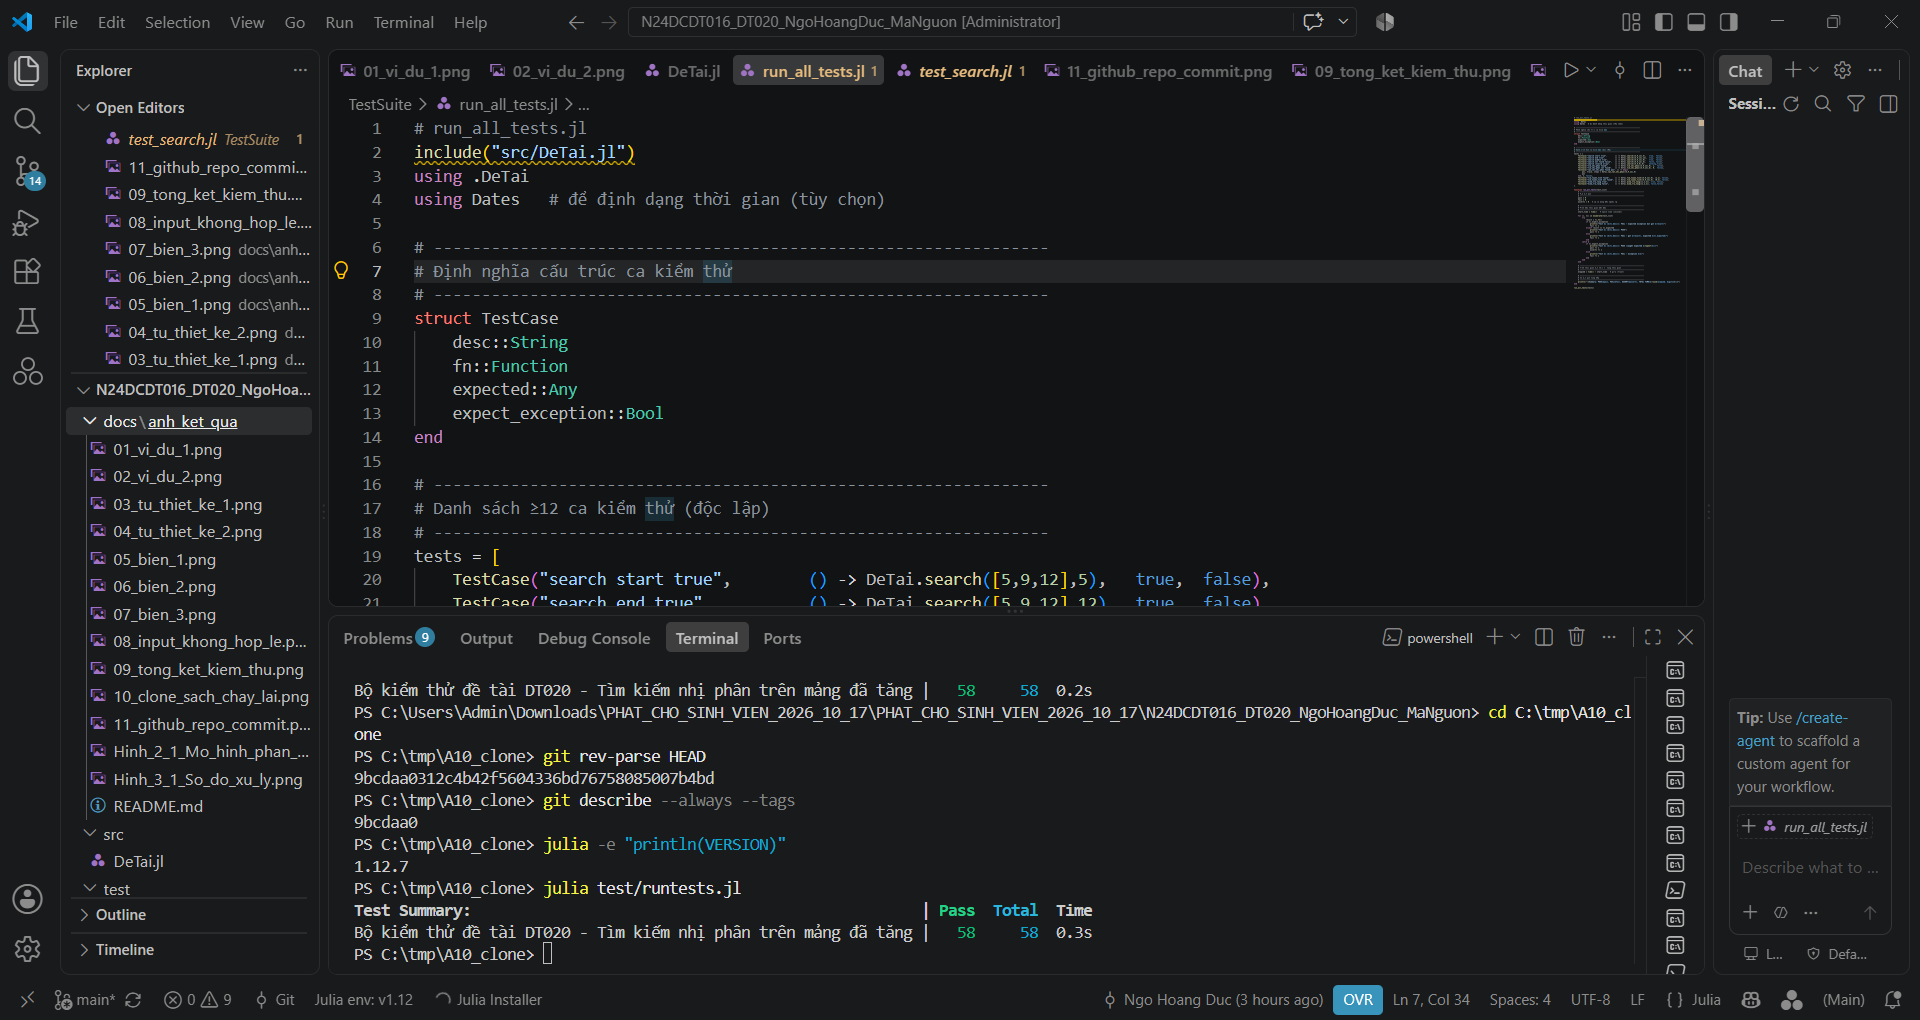 File Edit Selection View Go Run Terminal Help
N24DCDT016_DT020_NgoHoangDuc_MaNguon [Administrator]
Explorer
Open Editors
test_search.jl TestSuite 1
11_github_repo_commi...
09_tong_ket_kiem_thu....
08_input_khong_hop_le....
07_bien_3.png docs\anh...
06_bien_2.png docs\anh...
05_bien_1.png docs\anh...
04_tu_thiet_ke_2.png d...
03_tu_thiet_ke_1.png d...
N24DCDT016_DT020_NgoHoa...
docs\anh_ket_qua
01_vi_du_1.png
02_vi_du_2.png
03_tu_thiet_ke_1.png
04_tu_thiet_ke_2.png
05_bien_1.png
06_bien_2.png
07_bien_3.png
08_input_khong_hop_le.p...
09_tong_ket_kiem_thu.png
10_clone_sach_chay_lai.png
11_github_repo_commit.p...
Hinh_2_1_Mo_hinh_phan_...
Hinh_3_1_So_do_xu_ly.png
README.md
src
DeTai.jl
test
Outline
Timeline
14
01_vi_du_1.png 02_vi_du_2.png DeTai.jl run_all_tests.jl 1 test_search.jl 1 11_github_repo_commit.png 09_tong_ket_kiem_thu.png
TestSuite > run_all_tests.jl > ...
1 # run_all_tests.jl
2 include("src/DeTai.jl")
3 using .DeTai
4 using Dates # để định dạng thời gian (tùy chọn)
5
6 # ----------------------------------------------------------------
7 # Định nghĩa cấu trúc ca kiểm thử
8 # ----------------------------------------------------------------
9 struct TestCase
10 desc::String
11 fn::Function
12 expected::Any
13 expect_exception::Bool
14 end
15
16 # ----------------------------------------------------------------
17 # Danh sách ≥12 ca kiểm thử (độc lập)
18 # ----------------------------------------------------------------
19 tests = [
20 TestCase("search start true", () -> DeTai.search([5,9,12],5), true, false),
21 TestCase("search end true", () -> DeTai.search([5,9,12],12), true, false),
Problems 9 Output Debug Console Terminal Ports
powershell
Bộ kiểm thử đề tài DT020 - Tìm kiếm nhị phân trên mảng đã tăng | 58 58 0.2s
PS C:\Users\Admin\Downloads\PHAT_CHO_SINH_VIEN_2026_10_17\PHAT_CHO_SINH_VIEN_2026_10_17\N24DCDT016_DT020_NgoHoangDuc_MaNguon> cd C:\tmp\A10_cl
one
PS C:\tmp\A10_clone> git rev-parse HEAD
9bcdaa0312c4b42f5604336bd76758085007b4bd
PS C:\tmp\A10_clone> git describe --always --tags
9bcdaa0
PS C:\tmp\A10_clone> julia -e "println(VERSION)"
1.12.7
PS C:\tmp\A10_clone> julia test/runtests.jl
Test Summary: | Pass Total Time
Bộ kiểm thử đề tài DT020 - Tìm kiếm nhị phân trên mảng đã tăng | 58 58 0.3s
PS C:\tmp\A10_clone>
Chat
Sessi...
Tip: Use /create-
agent to scaffold a
custom agent for
your workflow.
run_all_tests.jl
Describe what to ...
L... Defa...
main* 0 9 Git Julia env: v1.12 Julia Installer
Ngo Hoang Duc (3 hours ago) OVR Ln 7, Col 34 Spaces: 4 UTF-8 LF { } Julia (Main)